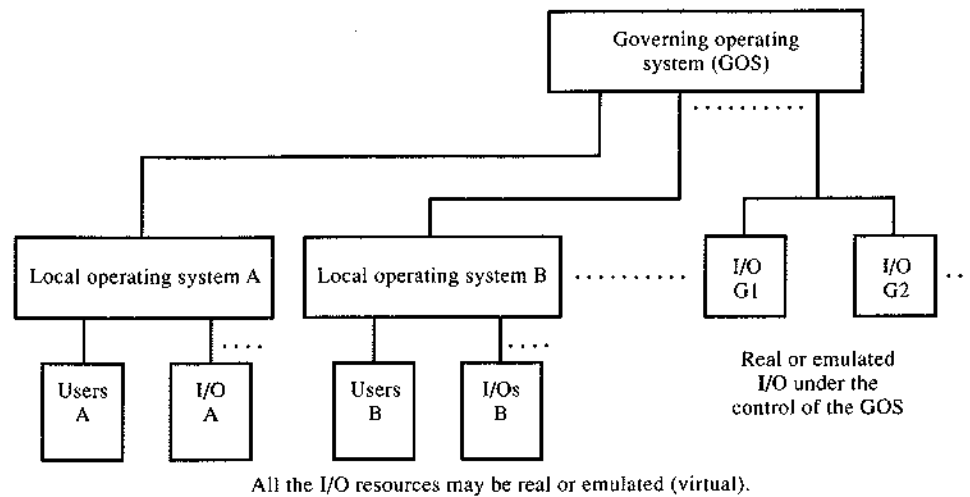 Governing operating
system (GOS)
Local operating system A
Local operating system B
I/O
G1
I/O
G2
Users
A
I/O
A
Users
B
I/Os
B
Real or emulated
I/O under the
control of the GOS
All the I/O resources may be real or emulated (virtual).